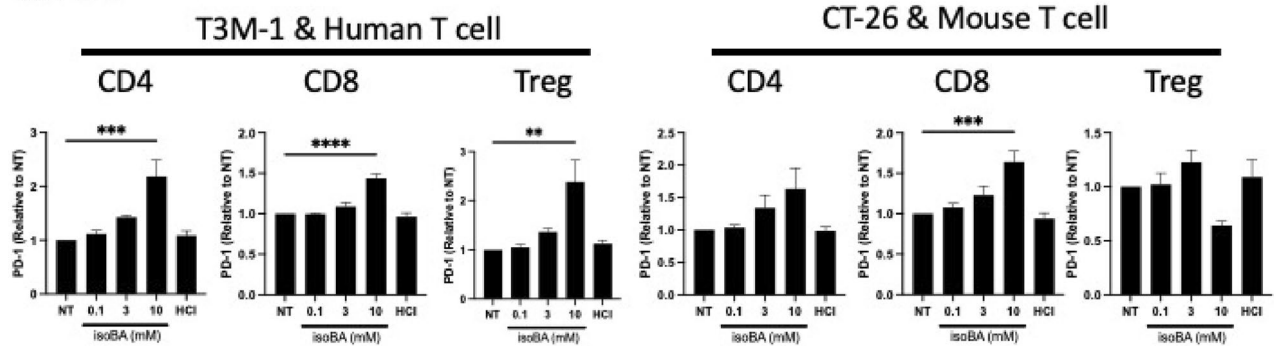 T3M-1 & Human T cell
CD4
CD8
Treg
***
****
**
PD-1 (Relative to NT)
3
2
1
0
NT 0.1 3 10 HCl
isoBA (mM)
PD-1 (Relative to NT)
2.0
1.5
1.0
0.5
0.0
NT 0.1 3 10 HCl
isoBA (mM)
PD-1 (Relative to NT)
3
2
1
0
NT 0.1 3 10 HCl
isoBA (mM)
CT-26 & Mouse T cell
CD4
CD8
Treg
***
PD-1 (Relative to NT)
2.5
2.0
1.5
1.0
0.5
0.0
NT 0.1 3 10 HCl
isoBA (mM)
PD-1 (Relative to NT)
2.0
1.5
1.0
0.5
0.0
NT 0.1 3 10 HCl
isoBA (mM)
PD-1 (Relative to NT)
1.5
1.0
0.5
0.0
NT 0.1 3 10 HCl
isoBA (mM)